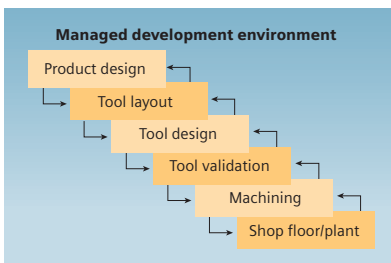 Managed development environment
Product design
Tool layout
Tool design
Tool validation
Machining
Shop floor/plant